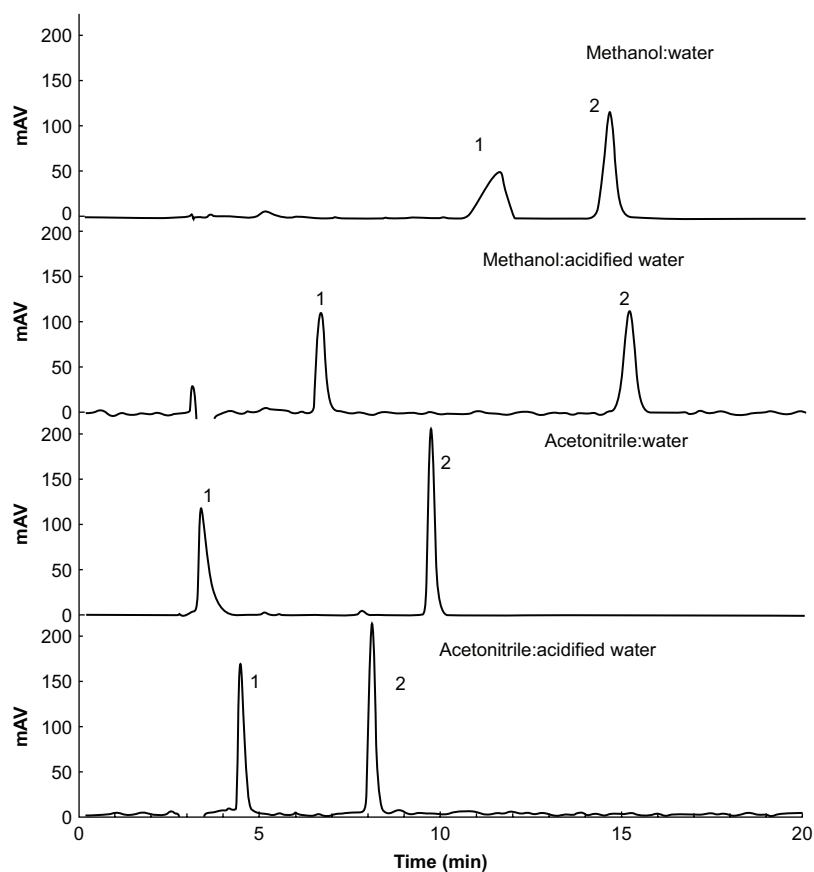 200
Methanol:water
150
mAV
100
2
1
50
0
200
Methanol:acidified water
150
mAV
1
2
100
50
0
200
Acetonitrile:water
150
mAV
2
1
100
50
0
200
Acetonitrile:acidified water
150
mAV
1
2
100
50
0
0 5 10 15 20
Time (min)